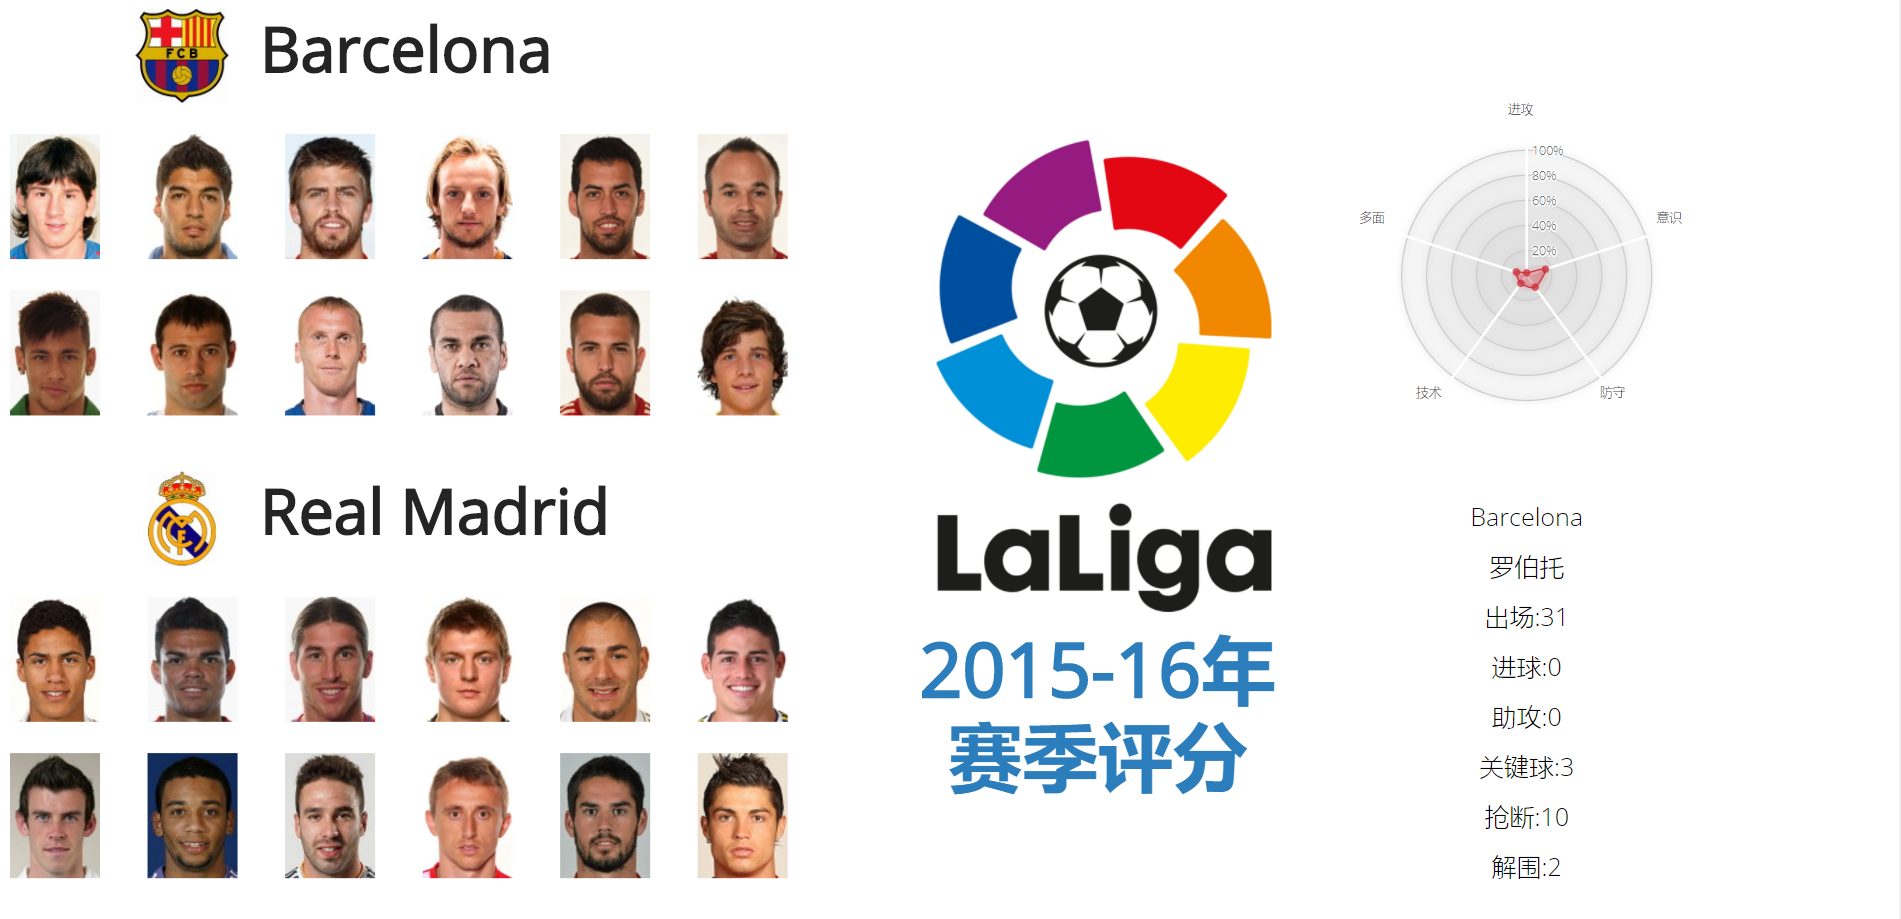 FCB
Barcelona
Real Madrid
LaLiga
2015-16年
赛季评分
进攻
100%
80%
60%
40%
20%
多面
意识
技术
防守
Barcelona
罗伯托
出场:31
进球:0
助攻:0
关键球:3
抢断:10
解围:2